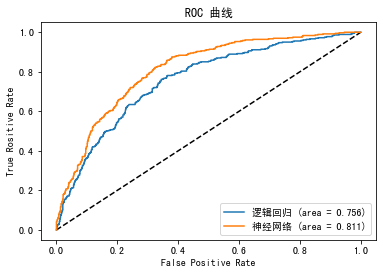 ROC 曲线
True Positive Rate
1.0
0.8
0.6
0.4
0.2
0.0
逻辑回归 (area = 0.756)
神经网络 (area = 0.811)
0.0 0.2 0.4 0.6 0.8 1.0
False Positive Rate